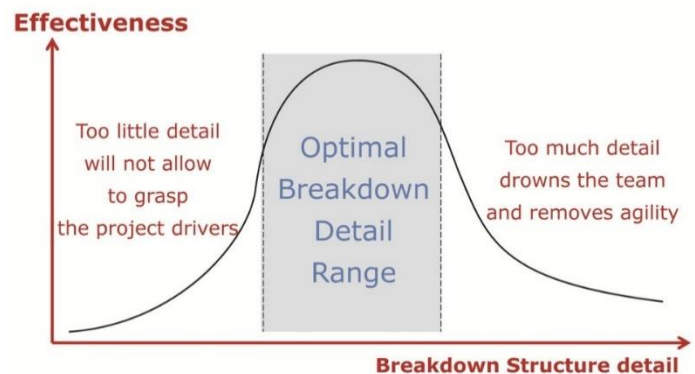 Effectiveness
Too little detail
will not allow
to grasp
the project drivers
Optimal
Breakdown
Detail
Range
Too much detail
drowns the team
and removes agility
Breakdown Structure detail